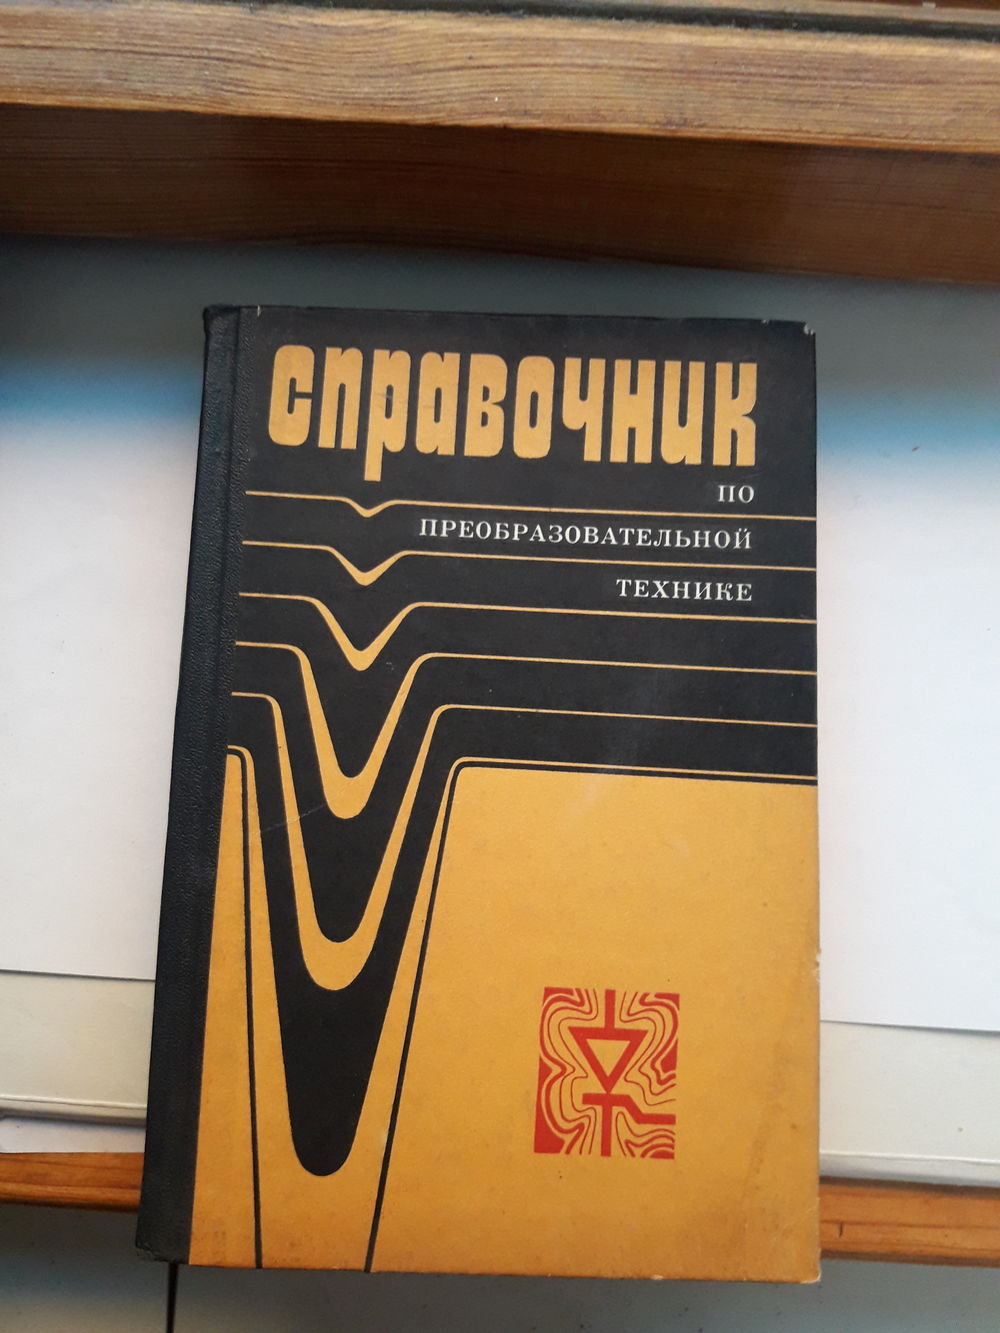 справочник
ПО
ПРЕОБРАЗОВАТЕЛЬНОЙ
ТЕХНИКЕ